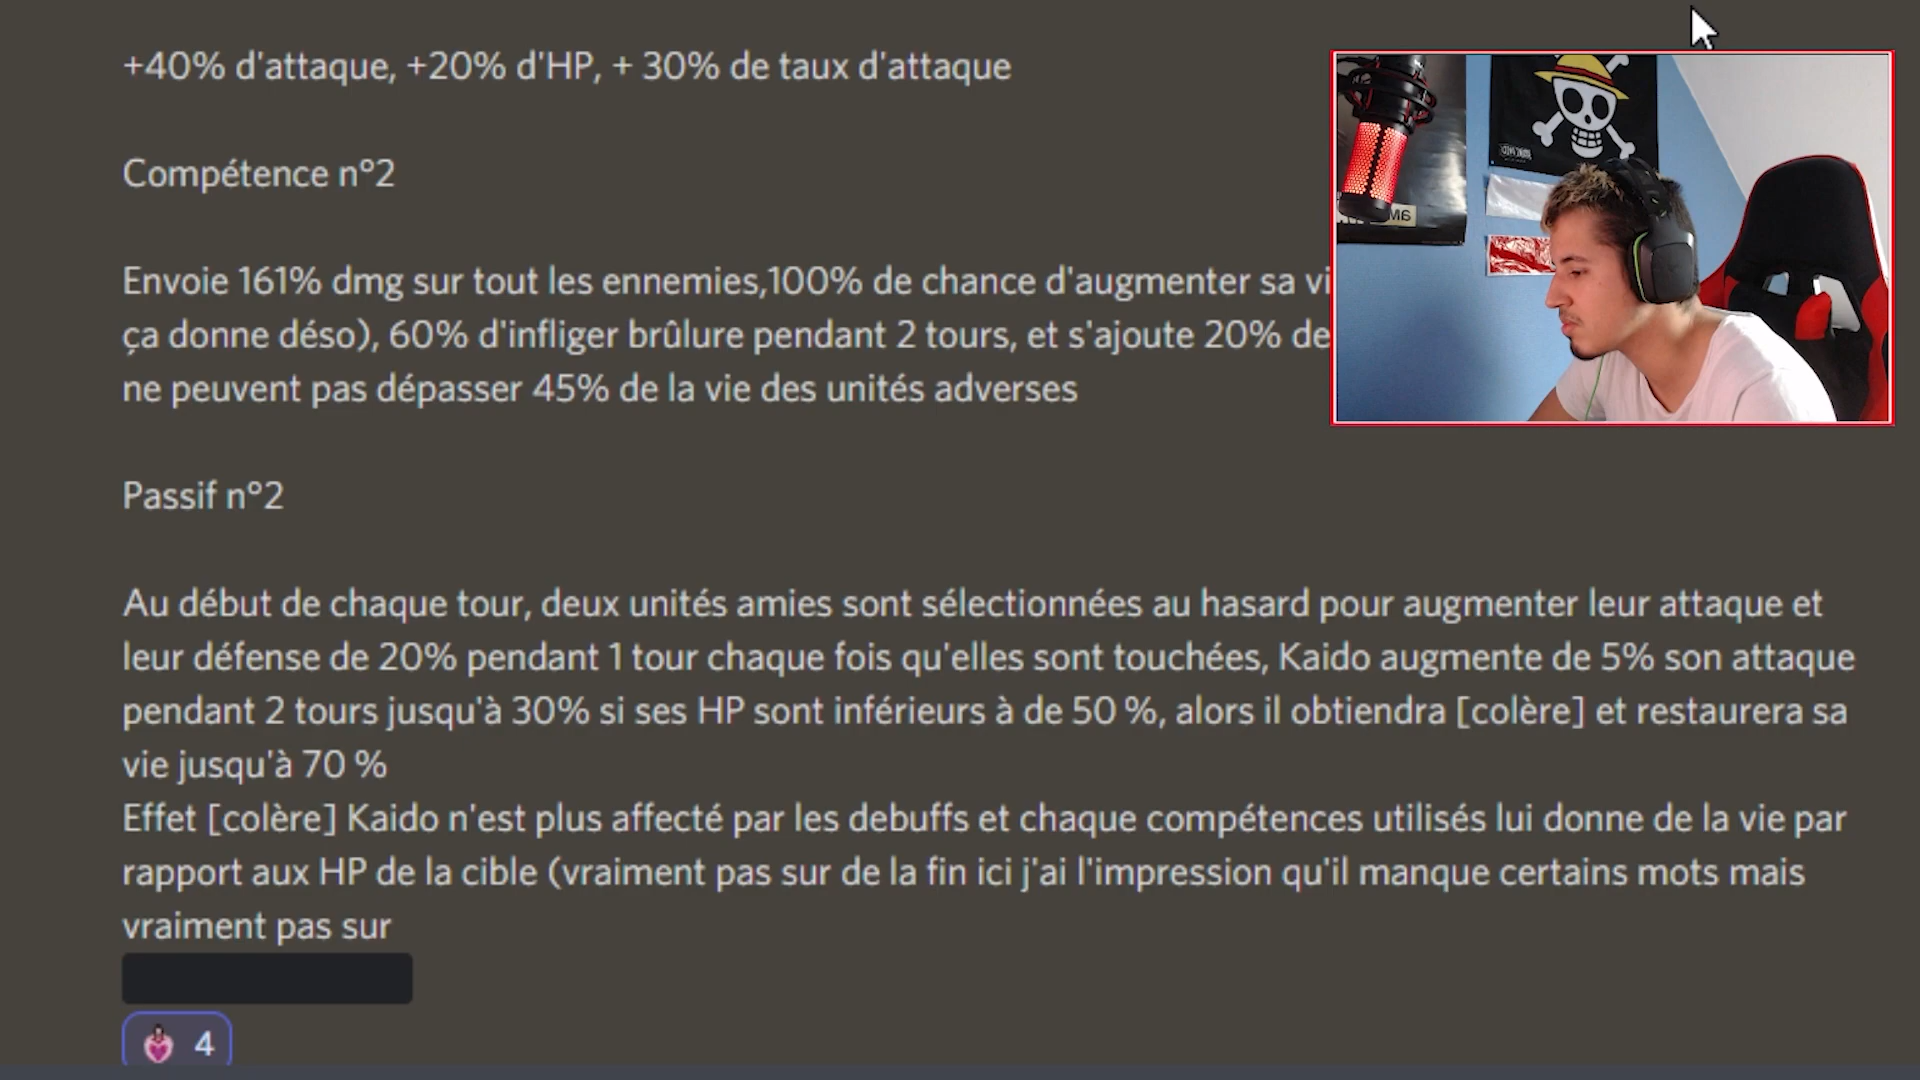 +40% d'attaque, +20% d'HP, + 30% de taux d'attaque
Compétence n°2
Envoie 161% dmg sur tout les ennemies,100% de chance d'augmenter sa vi
ça donne déso), 60% d'infliger brûlure pendant 2 tours, et s'ajoute 20% de
ne peuvent pas dépasser 45% de la vie des unités adverses
Passif n°2
Au début de chaque tour, deux unités amies sont sélectionnées au hasard pour augmenter leur attaque et
leur défense de 20% pendant 1 tour chaque fois qu'elles sont touchées, Kaido augmente de 5% son attaque
pendant 2 tours jusqu'à 30% si ses HP sont inférieurs à de 50 %, alors il obtiendra [colère] et restaurera sa
vie jusqu'à 70 %
Effet [colère] Kaido n'est plus affecté par les debuffs et chaque compétences utilisés lui donne de la vie par
rapport aux HP de la cible (vraiment pas sur de la fin ici j'ai l'impression qu'il manque certains mots mais
vraiment pas sur
4